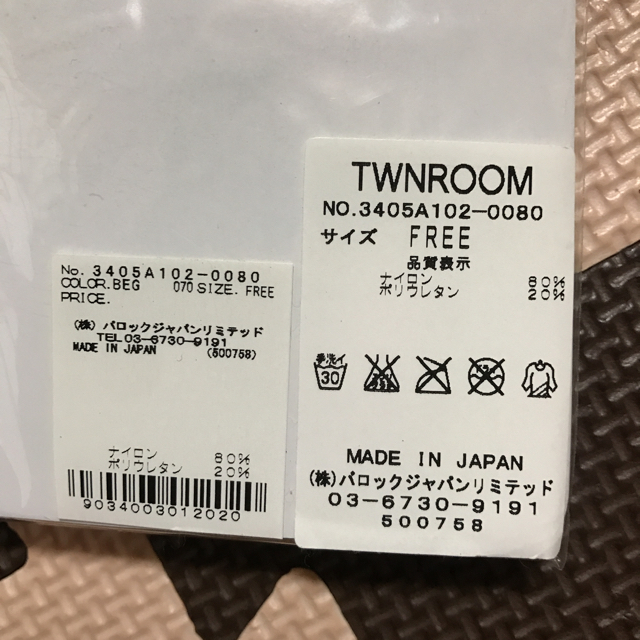 TWNROOM
NO.3405A102-0080
サイズ FREE
品質表示
ナイロン 80%
ポリウレタン 20%
手洗イ
30
MADE IN JAPAN
(株)バロックジャパンリミテッド
03-6730-9191
500758
No. 3405A102-0080
COLOR.BEG 070 SIZE. FREE
PRICE.
(株)バロックジャパンリミテッド
TEL03-6730-9191
MADE IN JAPAN (500758)
ナイロン 80%
ポリウレタン 20%
9034003012020